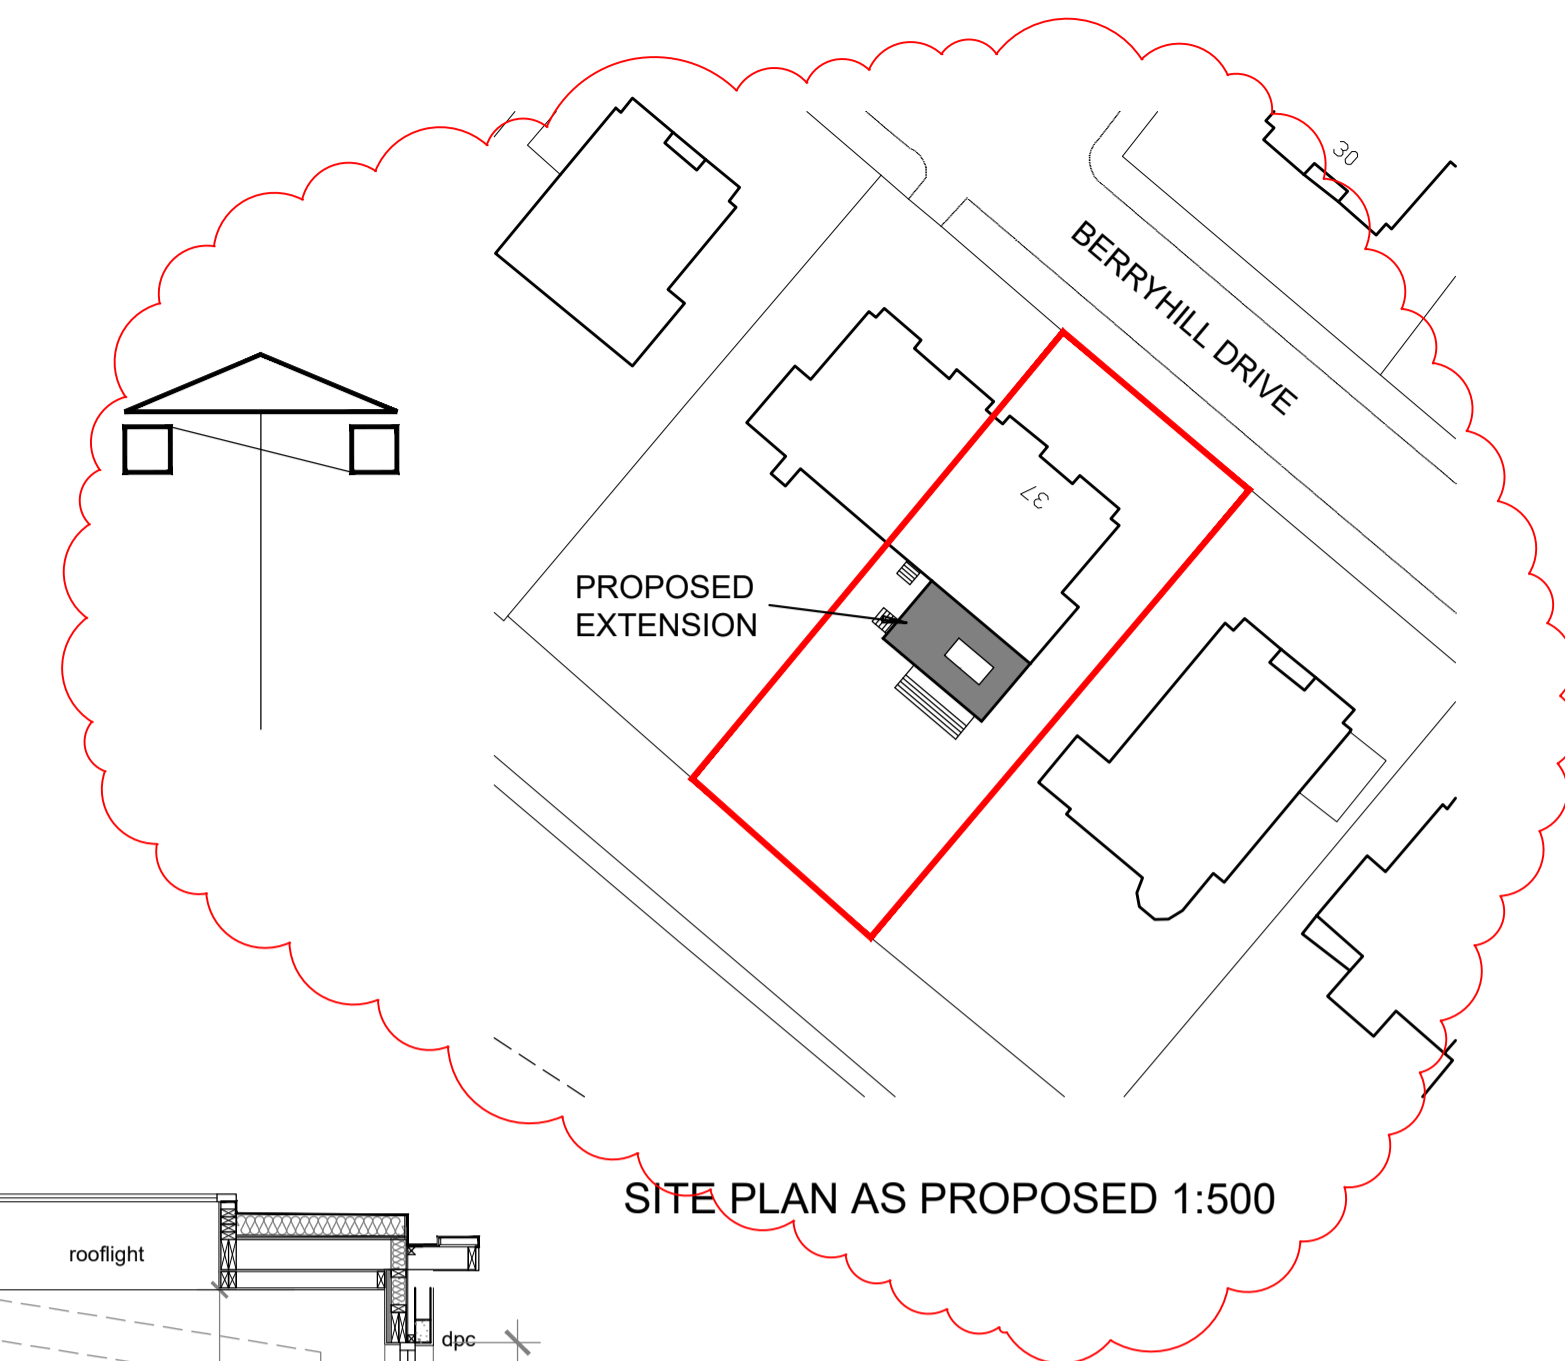 30
BERRYHILL DRIVE
37
PROPOSED
EXTENSION
SITE PLAN AS PROPOSED 1:500
rooflight
dpc